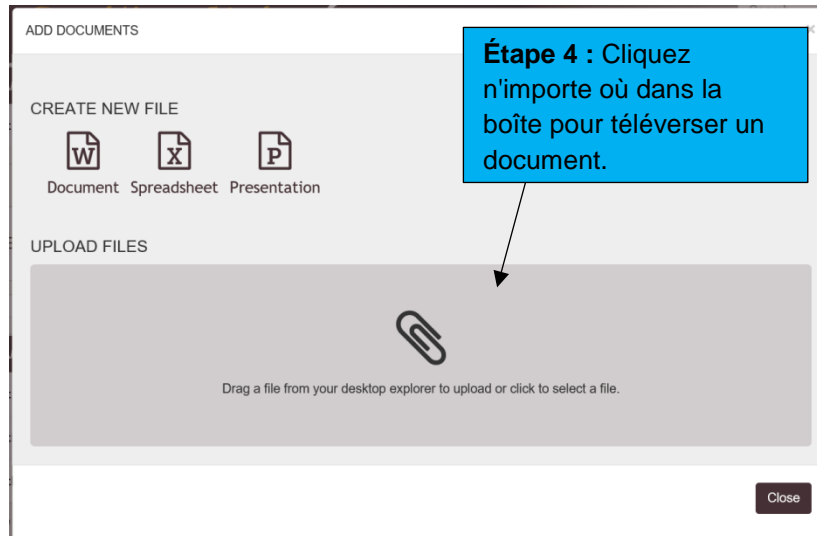 ADD DOCUMENTS
Étape 4 : Cliquez
n'importe où dans la
boîte pour téléverser un
document.
CREATE NEW FILE
W X P
Document Spreadsheet Presentation
UPLOAD FILES
Drag a file from your desktop explorer to upload or click to select a file.
Close